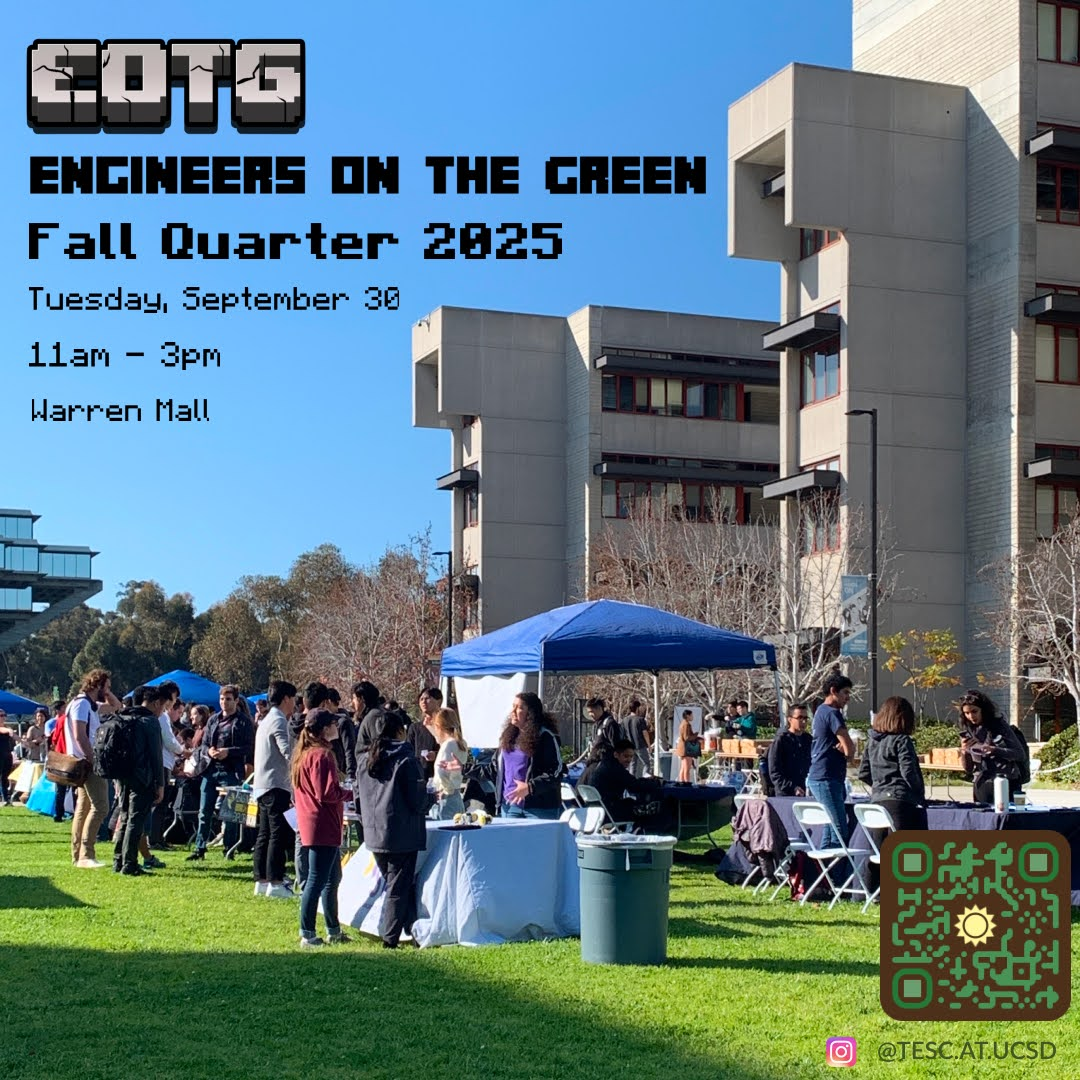 EOTG
ENGINEERS ON THE GREEN
Fall Quarter 2025
Tuesday, September 30
11am - 3pm
Warren Mall
@TESC.AT.UCSD